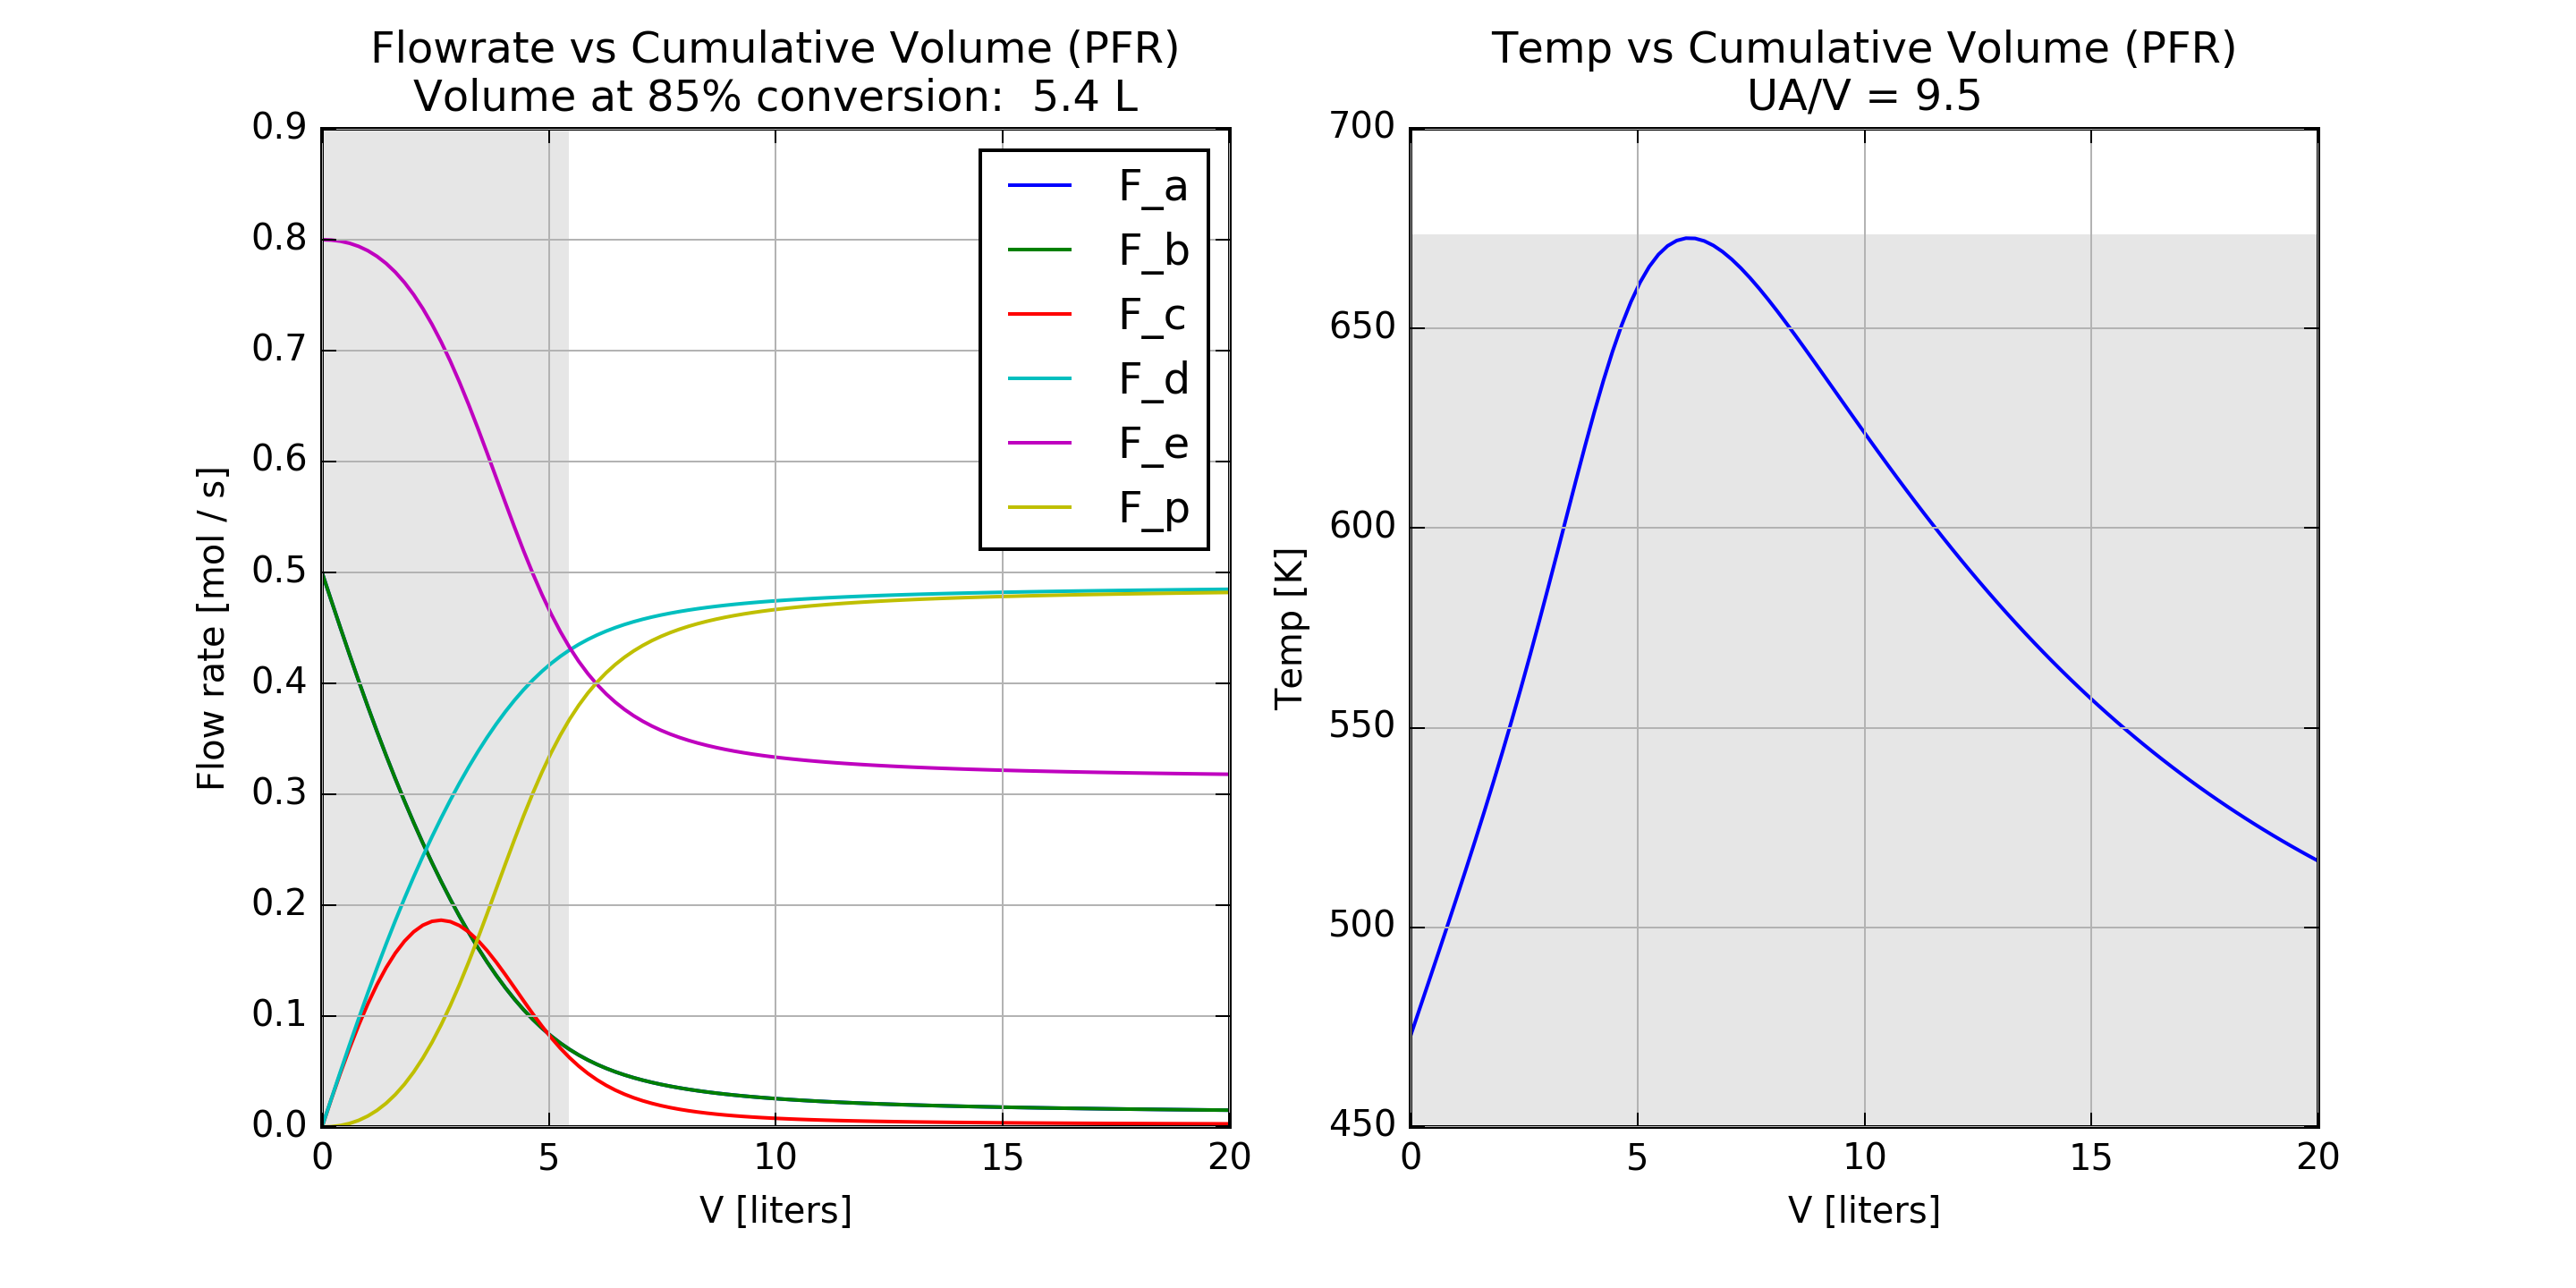 Flowrate vs Cumulative Volume (PFR)
Volume at 85% conversion:  5.4 L
0.9
0.8
0.7
0.6
0.5
0.4
0.3
0.2
0.1
0.0
Flow rate [mol / s]
F_a
F_b
F_c
F_d
F_e
F_p
0 5 10 15 20
V [liters]
Temp vs Cumulative Volume (PFR)
UA/V = 9.5
700
650
600
550
500
450
Temp [K]
0 5 10 15 20
V [liters]